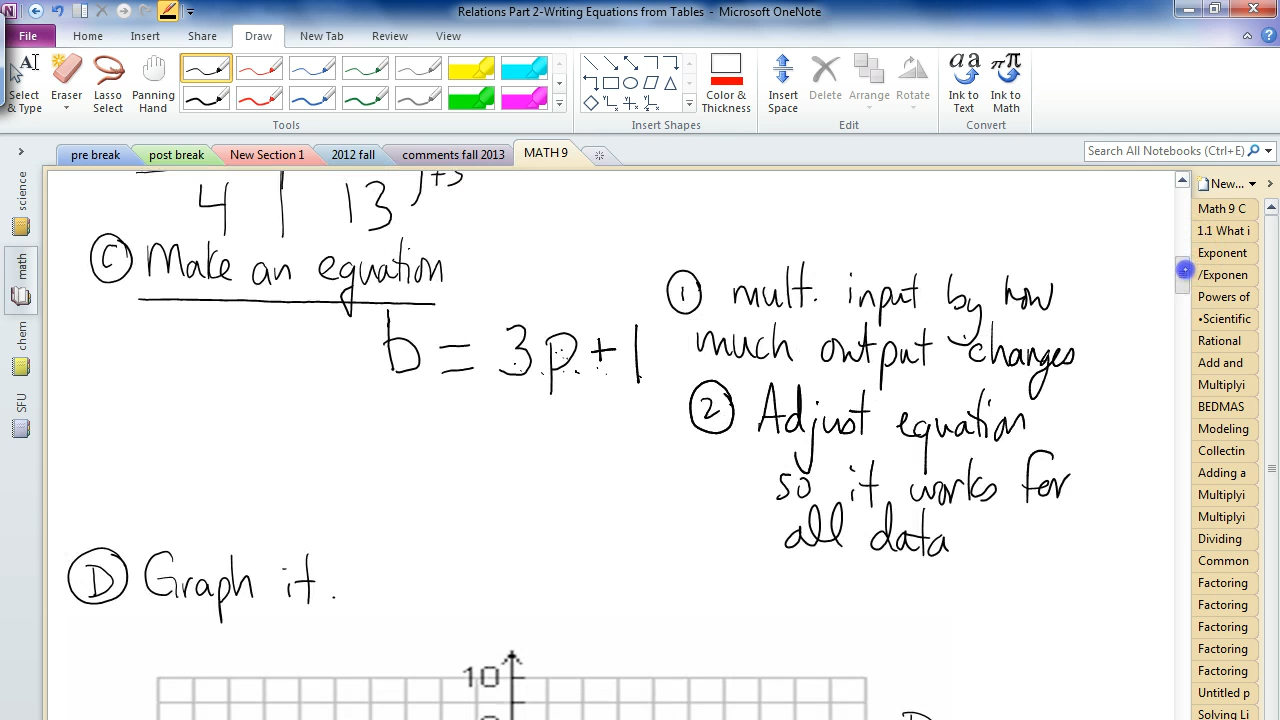 Relations Part 2-Writing Equations from Tables - Microsoft OneNote
File Home Insert Share Draw New Tab Review View
Select & Type
Eraser
Lasso Select
Panning Hand
Color & Thickness
Insert Space
Delete
Arrange
Rotate
Ink to Text
Ink to Math
Tools
Insert Shapes
Edit
Convert
pre break
post break
New Section 1
2012 fall
comments fall 2013
MATH 9
Search All Notebooks (Ctrl+E)
science
math
chem
SFU
4 | 13 )+3
C Make an equation
b = 3p + 1
1 mult. input by how
much output changes
2 Adjust equation
so it works for
all data
D Graph it.
10
New...
Math 9 C
1.1 What i
Exponent
/Exponen
Powers of
•Scientific
Rational
Add and
Multiplyi
BEDMAS
Modeling
Collectin
Adding a
Multiplyi
Multiplyi
Dividing
Common
Factoring
Factoring
Factoring
Factoring
Factoring
Untitled p
Solving Li